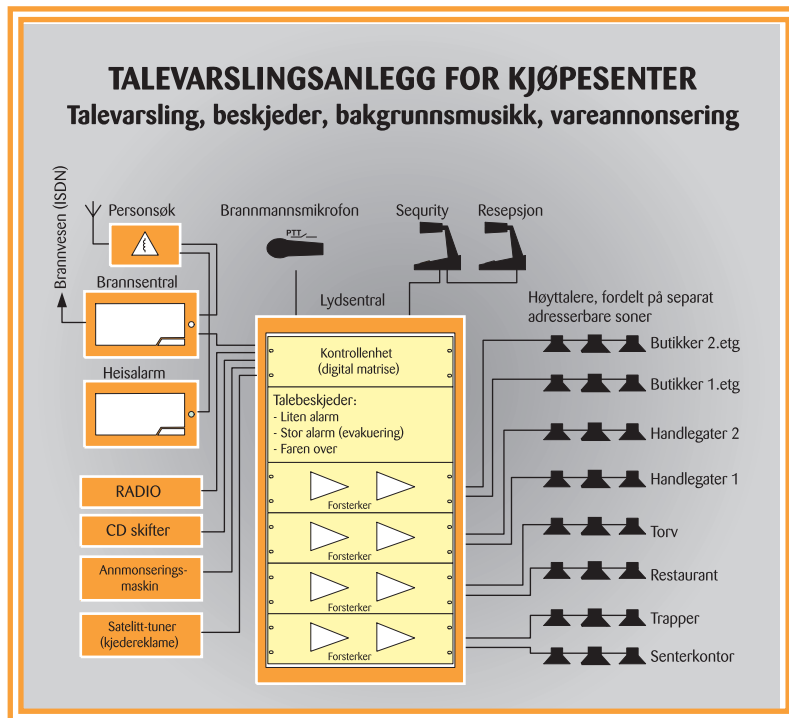 TALEVARSLINGSANLEGG FOR KJØPESENTER
Talevarsling, beskjeder, bakgrunnsmusikk, vareannonsering
Brannvesen (ISDN)
Personsøk
Brannmannsmikrofon
PTT
Sequrity
Resepsjon
Brannsentral
Lydsentral
Høyttalere, fordelt på separat
adresserbare soner
Kontrollenhet
(digital matrise)
Heisalarm
Talebeskjeder:
- Liten alarm
- Stor alarm (evakuering)
- Faren over
Forsterker
Forsterker
Forsterker
Forsterker
RADIO
CD skifter
Annmonserings-
maskin
Satelitt-tuner
(kjedereklame)
Butikker 2.etg
Butikker 1.etg
Handlegater 2
Handlegater 1
Torv
Restaurant
Trapper
Senterkontor